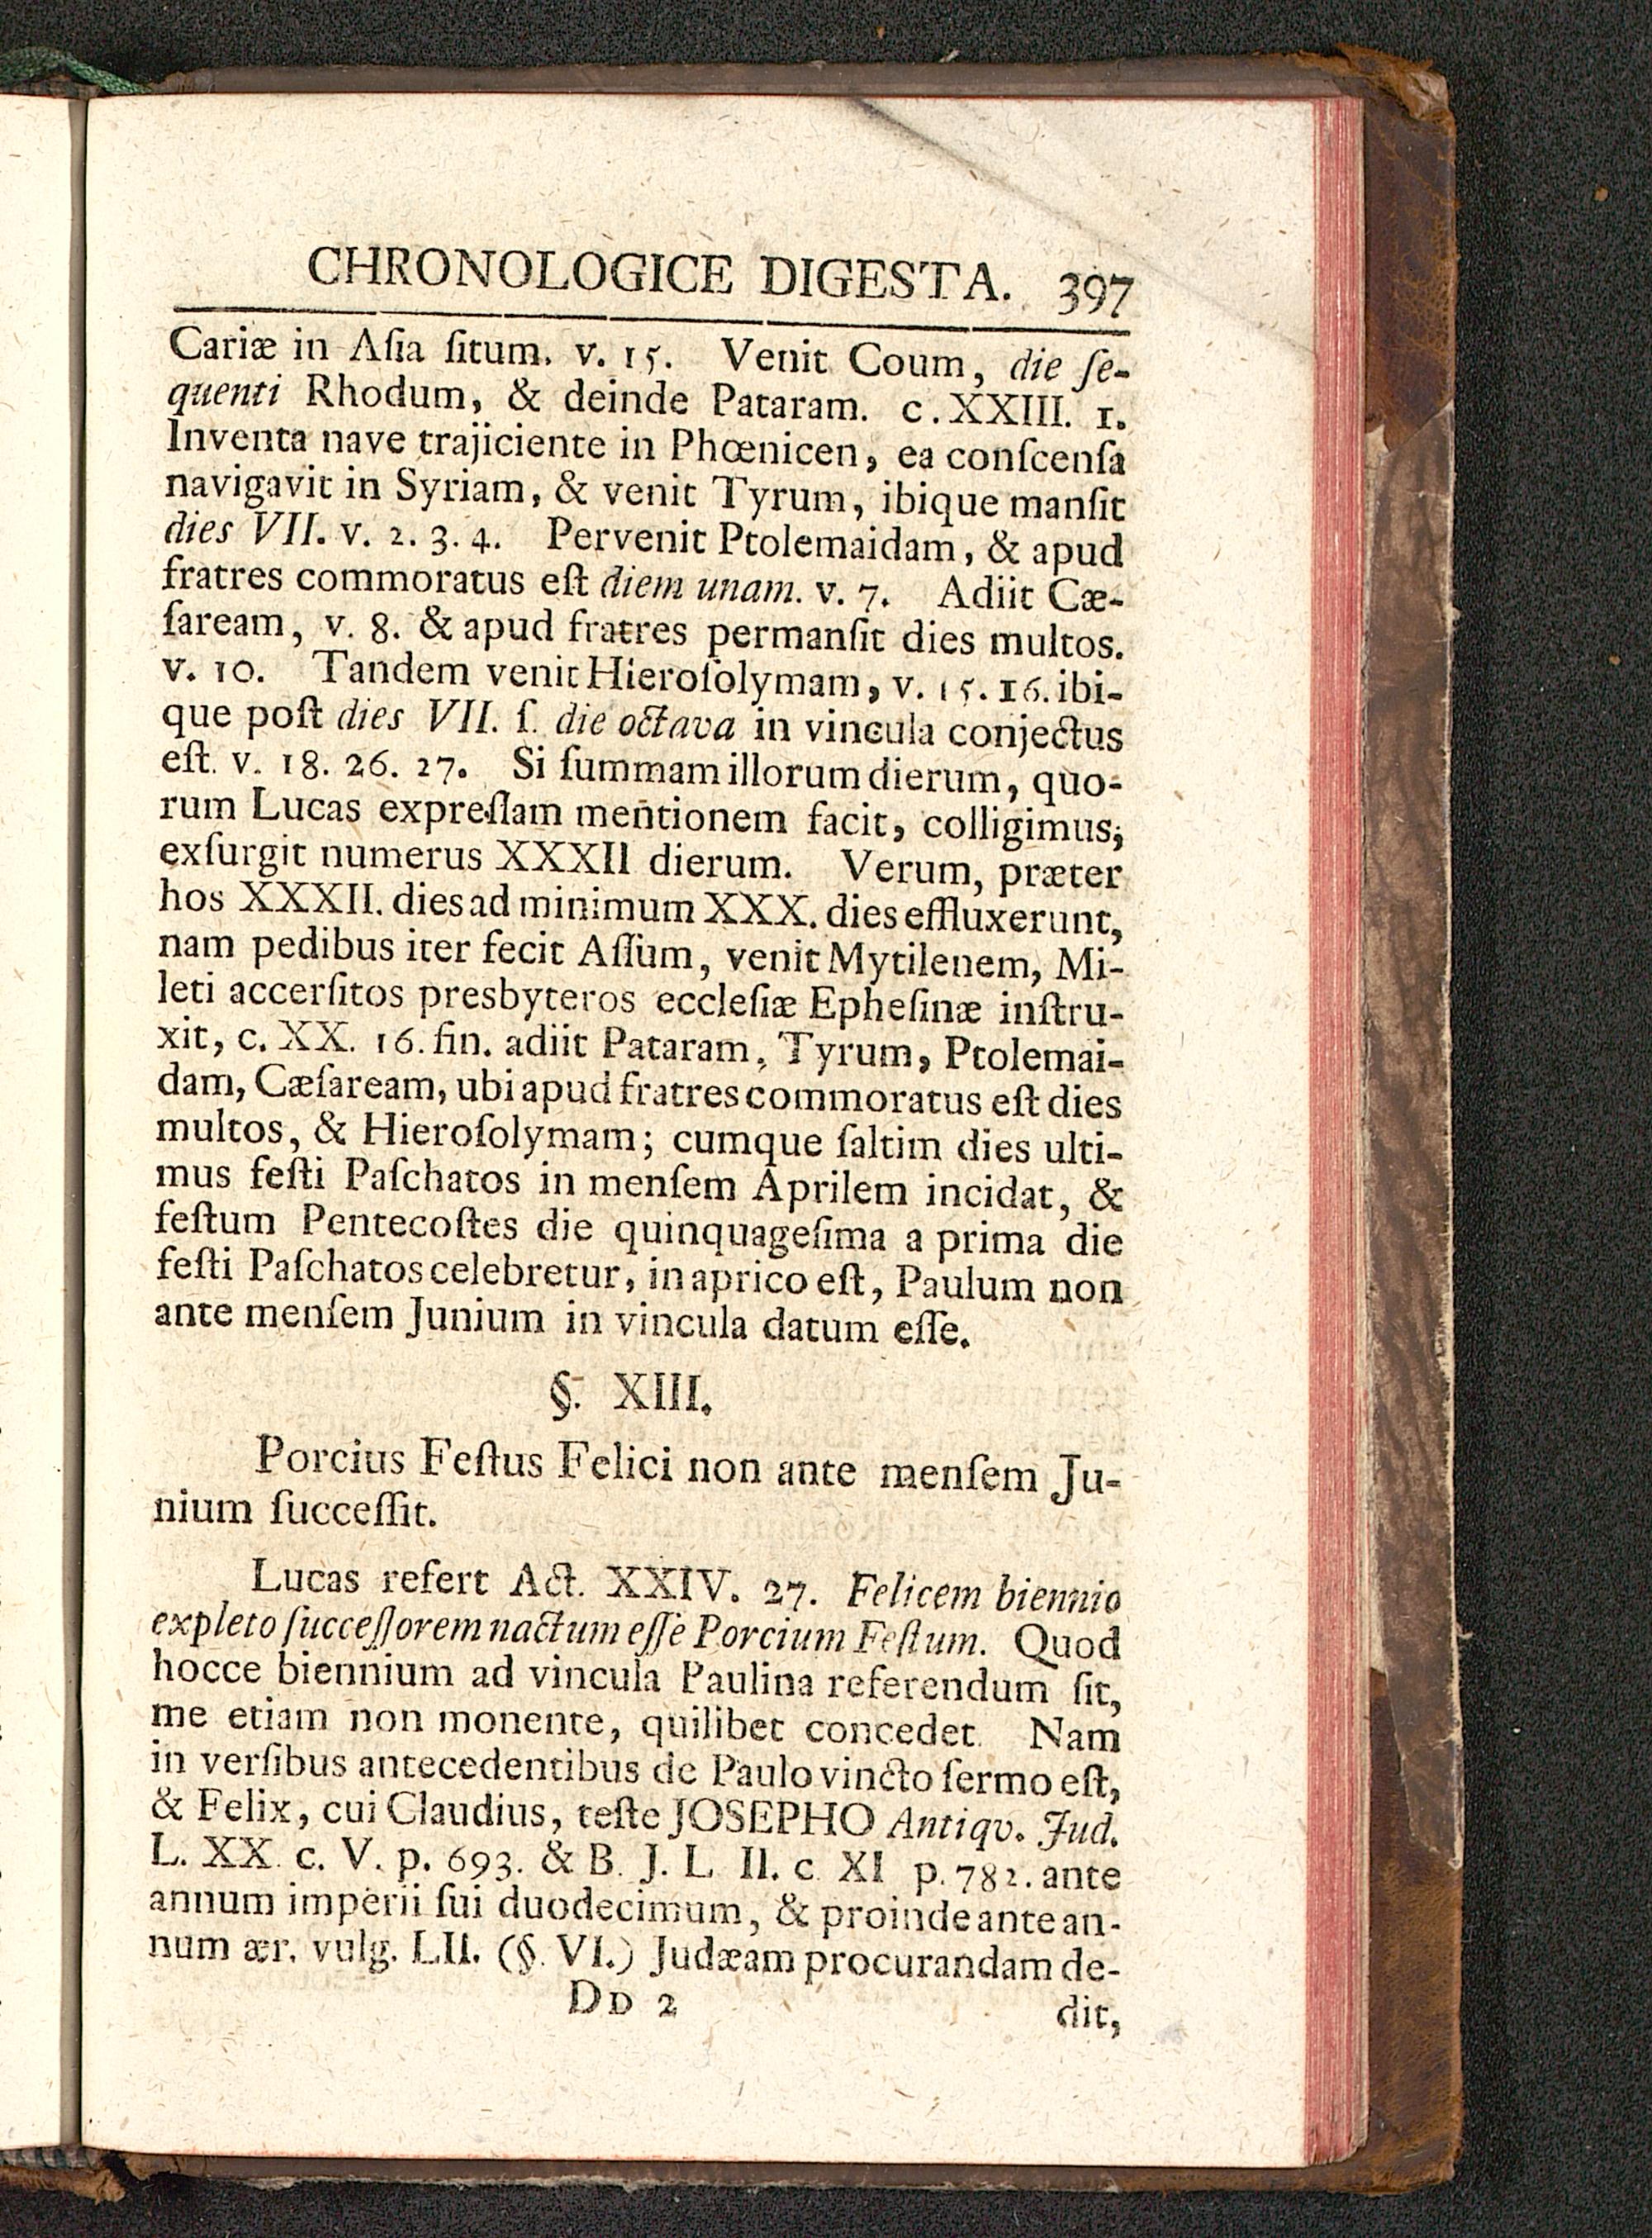 CHRONOLOGICE DIGESTA. 397
Cariæ in Aſia ſitum. v. 15. Venit Coum, die ſe-
quenti Rhodum, & deinde Pataram. c. XXIII. 1.
Inventa nave trajiciente in Phœnicen, ea conſcenſa
navigavit in Syriam, & venit Tyrum, ibique manſit
dies VII. v. 2. 3. 4. Pervenit Ptolemaidam, & apud
fratres commoratus eſt diem unam. v. 7. Adiit Cæ-
ſaream, v. 8. & apud fratres permanſit dies multos.
v. 10. Tandem venit Hieroſolymam, v. 15. 16. ibi-
que poſt dies VII. ſ. die octava in vincula conjectus
eſt. v. 18. 26. 27. Si ſummam illorum dierum, quo-
rum Lucas expreſſam mentionem facit, colligimus;
exſurgit numerus XXXII dierum. Verum, præter
hos XXXII. dies ad minimum XXX. dies effluxerunt,
nam pedibus iter fecit Aſſum, venit Mytilenem, Mi-
leti accerſitos presbyteros eccleſiæ Epheſinæ inſtru-
xit, c. XX. 16. fin. adiit Pataram, Tyrum, Ptolemai-
dam, Cæſaream, ubi apud fratres commoratus eſt dies
multos, & Hieroſolymam; cumque ſaltim dies ulti-
mus feſti Paſchatos in menſem Aprilem incidat, &
feſtum Pentecoſtes die quinquageſima a prima die
feſti Paſchatos celebretur, in aprico eſt, Paulum non
ante menſem Junium in vincula datum eſſe.
§. XIII.
Porcius Feſtus Felici non ante menſem Ju-
nium ſucceſſit.
Lucas refert Act. XXIV. 27. Felicem biennio
expleto ſucceſſorem nactum eſſe Porcium Feſtum. Quod
hocce biennium ad vincula Paulina referendum ſit,
me etiam non monente, quilibet concedet. Nam
in verſibus antecedentibus de Paulo vincto ſermo eſt,
& Felix, cui Claudius, teſte JOSEPHO Antiqv. Jud.
L. XX. c. V. p. 693. & B. J. L. II. c. XI p. 782. ante
annum imperii ſui duodecimum, & proinde ante an-
num ær. vulg. LII. (§. VI.) Judæam procurandam de-
DD 2 dit,